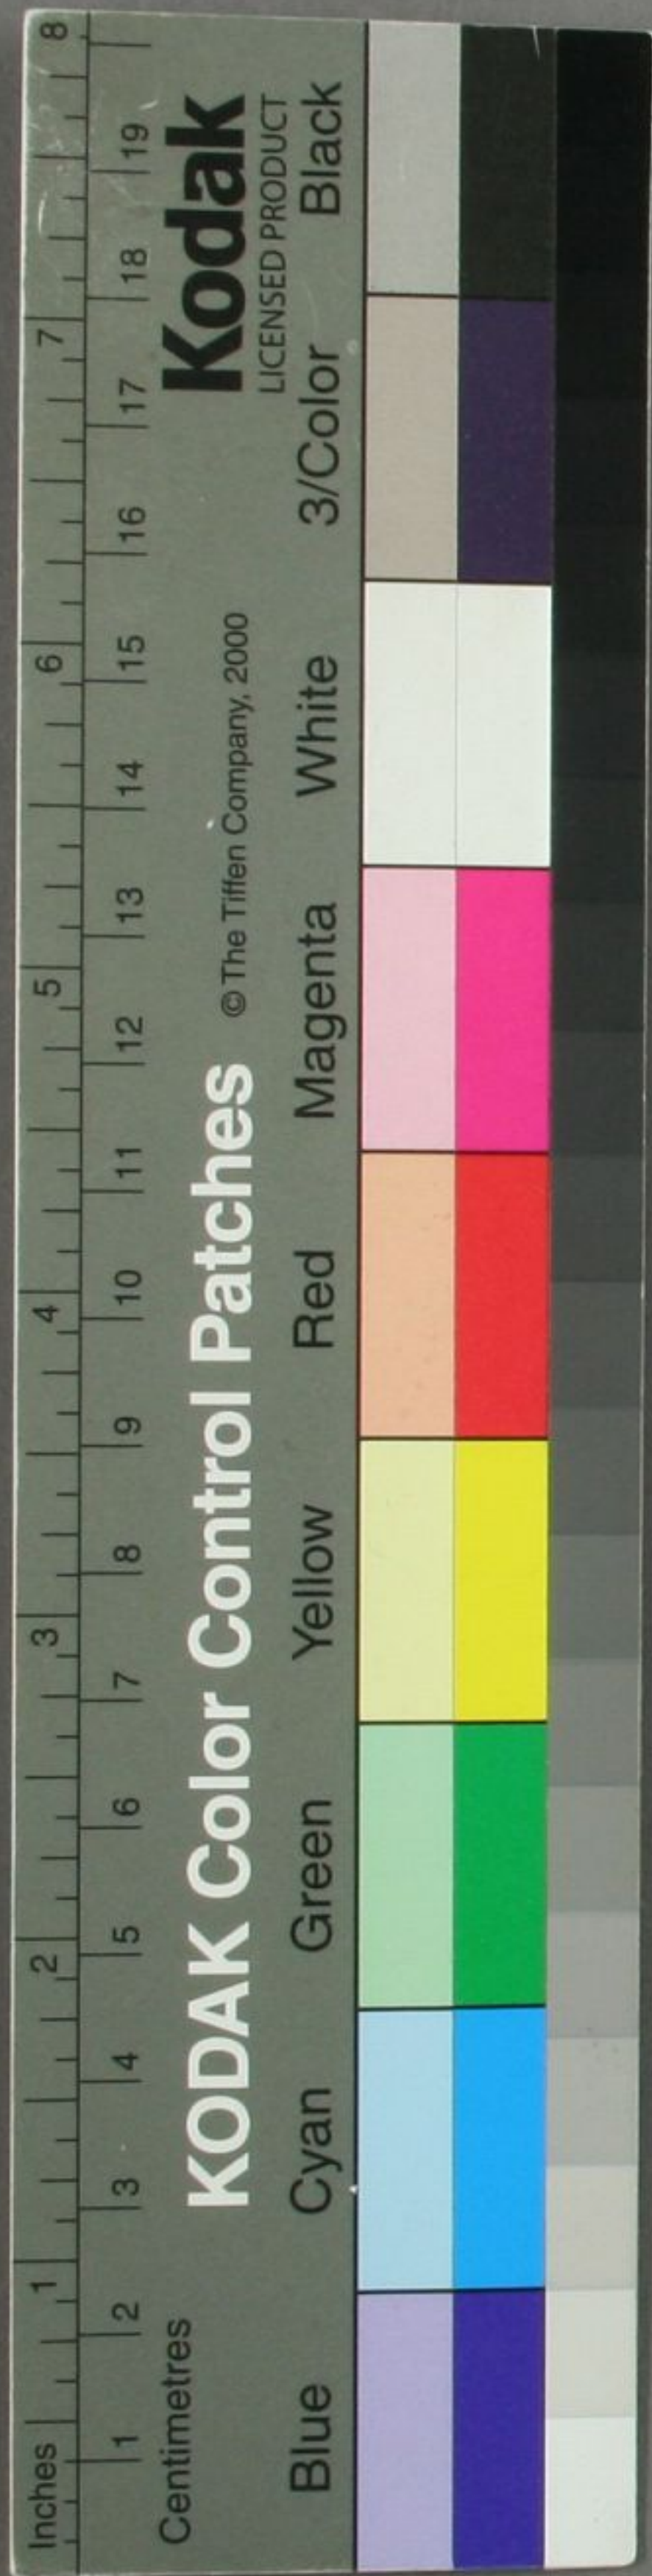 Inches 1 2 3 4 5 6 7 8
1 2 3 4 5 6 7 8 9 10 11 12 13 14 15 16 17 18 19
Centimetres
KODAK Color Control Patches © The Tiffen Company, 2000
Kodak
LICENSED PRODUCT
Blue Cyan Green Yellow Red Magenta White 3/Color Black